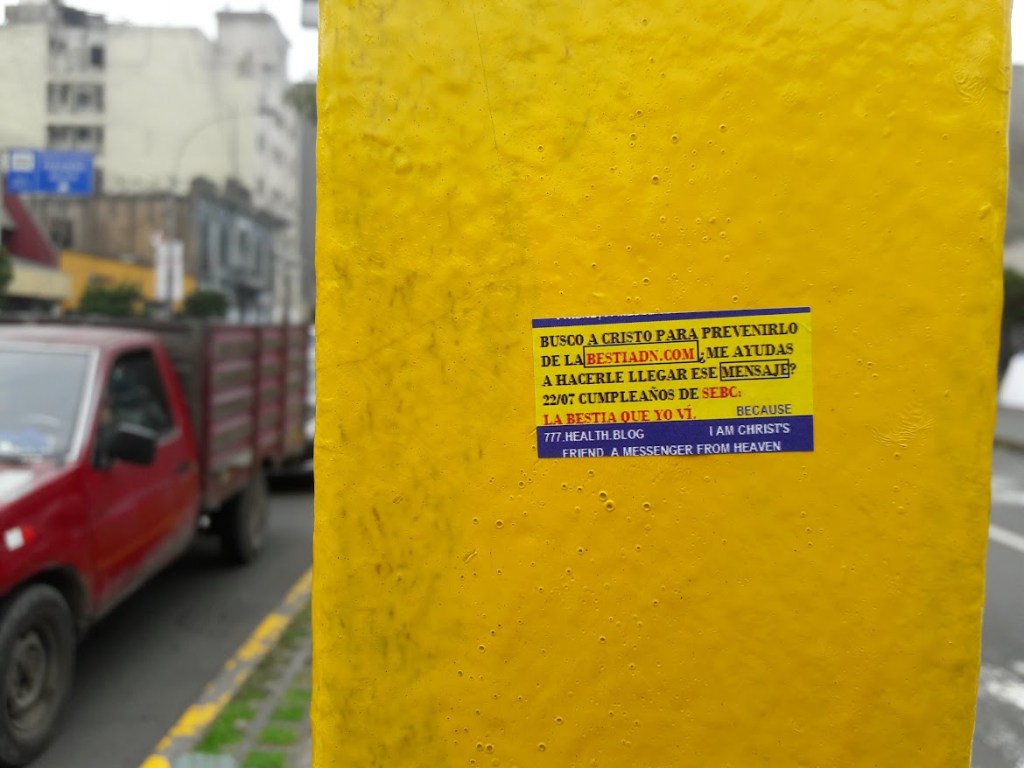 BUSCO A CRISTO PARA PREVENIRLO
DE LA BESTIADN.COM ¿ME AYUDAS
A HACERLE LLEGAR ESE MENSAJE?
22/07 CUMPLEAÑOS DE SEBC:
LA BESTIA QUE YO VÍ. BECAUSE
777.HEALTH.BLOG I AM CHRIST'S
FRIEND, A MESSENGER FROM HEAVEN